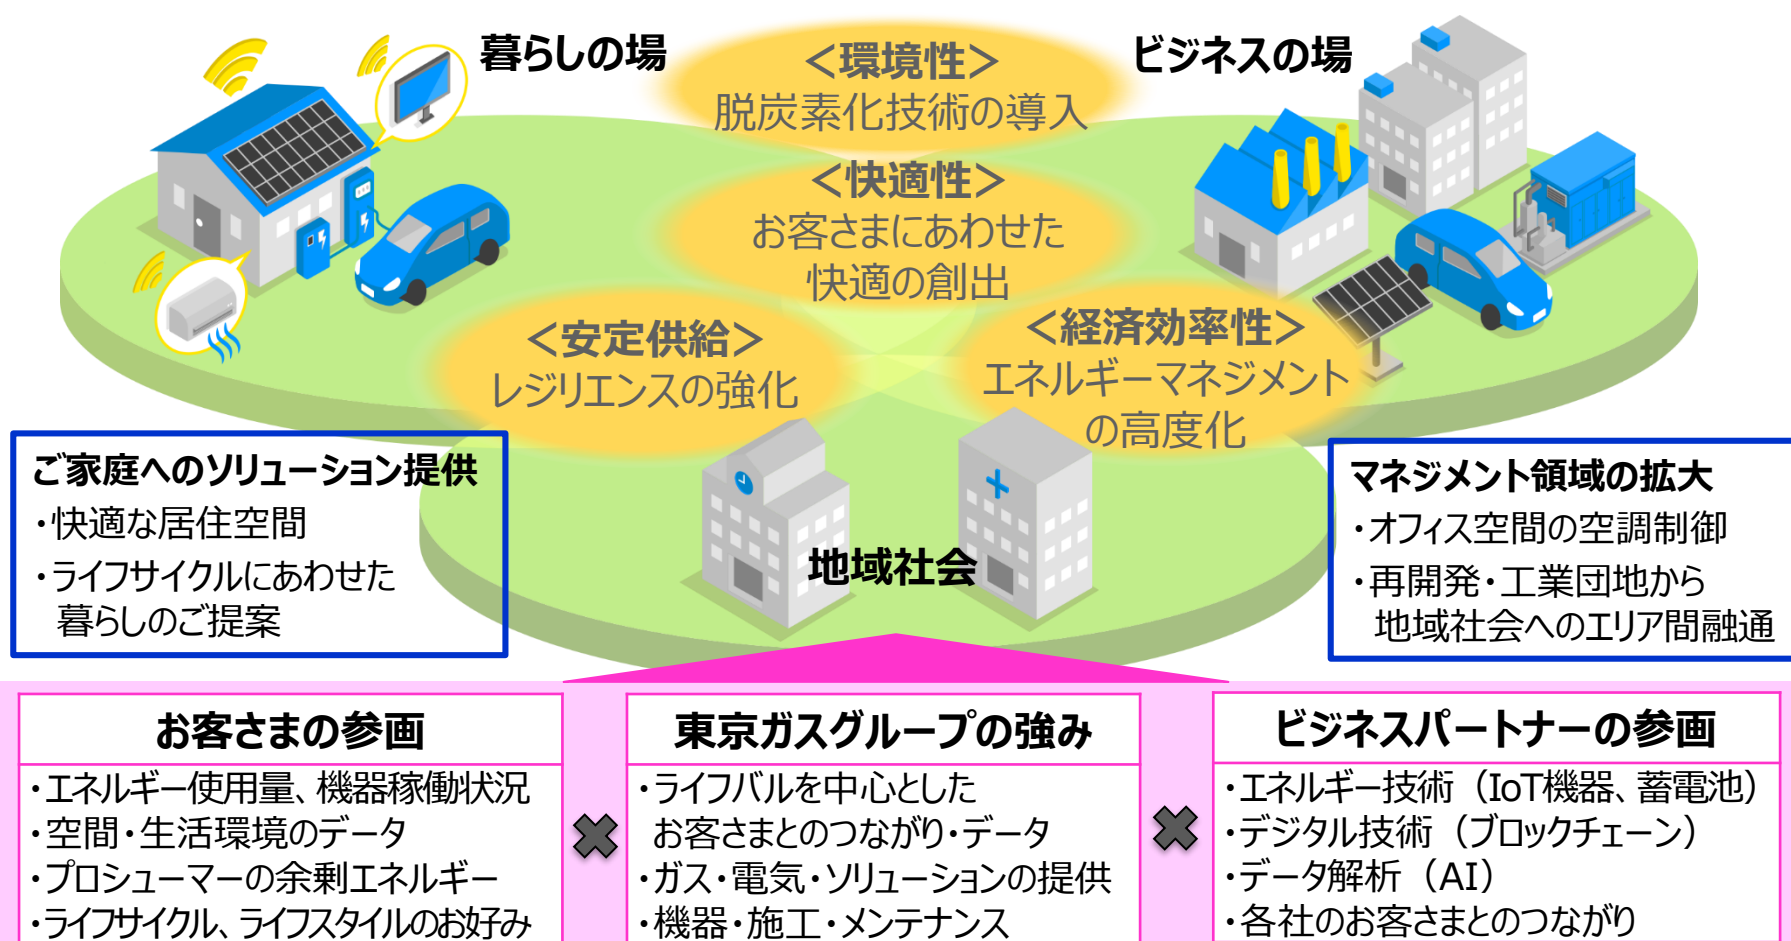 暮らしの場
ビジネスの場
＜環境性＞
脱炭素化技術の導入
＜快適性＞
お客さまにあわせた
快適の創出
＜安定供給＞
レジリエンスの強化
＜経済効率性＞
エネルギーマネジメント
の高度化
地域社会
ご家庭へのソリューション提供
・快適な居住空間
・ライフサイクルにあわせた
暮らしのご提案
マネジメント領域の拡大
・オフィス空間の空調制御
・再開発・工業団地から
地域社会へのエリア間融通
お客さまの参画
・エネルギー使用量、機器稼働状況
・空間・生活環境のデータ
・プロシューマーの余剰エネルギー
・ライフサイクル、ライフスタイルのお好み
東京ガスグループの強み
・ライフバルを中心とした
お客さまとのつながり・データ
・ガス・電気・ソリューションの提供
・機器・施工・メンテナンス
ビジネスパートナーの参画
・エネルギー技術（IoT機器、蓄電池）
・デジタル技術（ブロックチェーン）
・データ解析（AI）
・各社のお客さまとのつながり